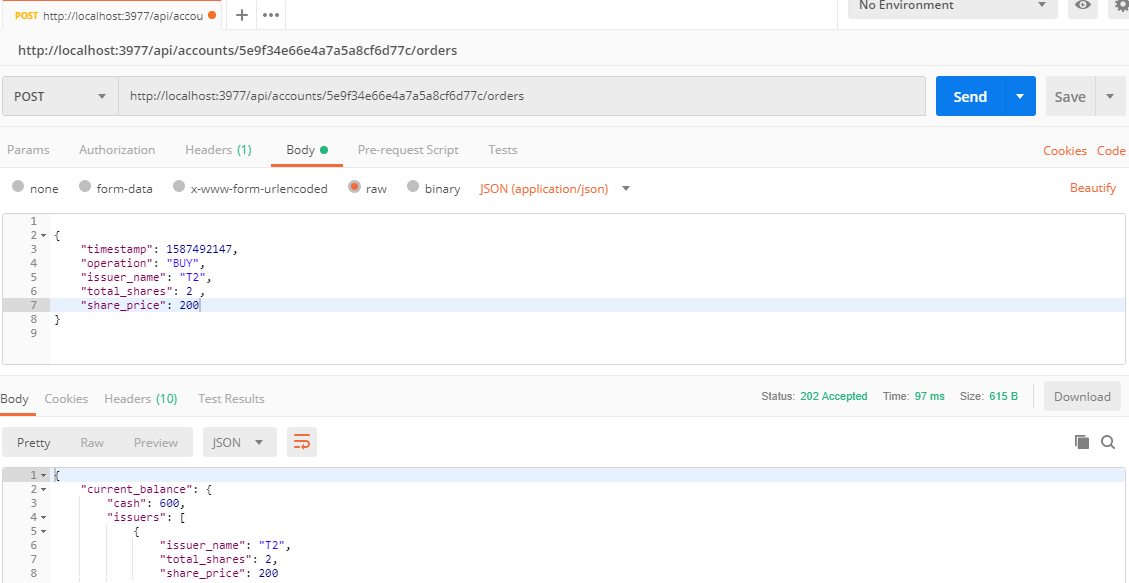 POST http://localhost:3977/api/accou
No Environment
http://localhost:3977/api/accounts/5e9f34e66e4a7a5a8cf6d77c/orders
POST http://localhost:3977/api/accounts/5e9f34e66e4a7a5a8cf6d77c/orders Send Save
Params Authorization Headers (1) Body Pre-request Script Tests Cookies Code
none form-data x-www-form-urlencoded raw binary JSON (application/json) Beautify
1
2 {
3 "timestamp": 1587492147,
4 "operation": "BUY",
5 "issuer_name": "T2",
6 "total_shares": 2 ,
7 "share_price": 200
8 }
9
Body Cookies Headers (10) Test Results Status: 202 Accepted Time: 97 ms Size: 615 B Download
Pretty Raw Preview JSON
1 {
2 "current_balance": {
3 "cash": 600,
4 "issuers": [
5 {
6 "issuer_name": "T2",
7 "total_shares": 2,
8 "share_price": 200